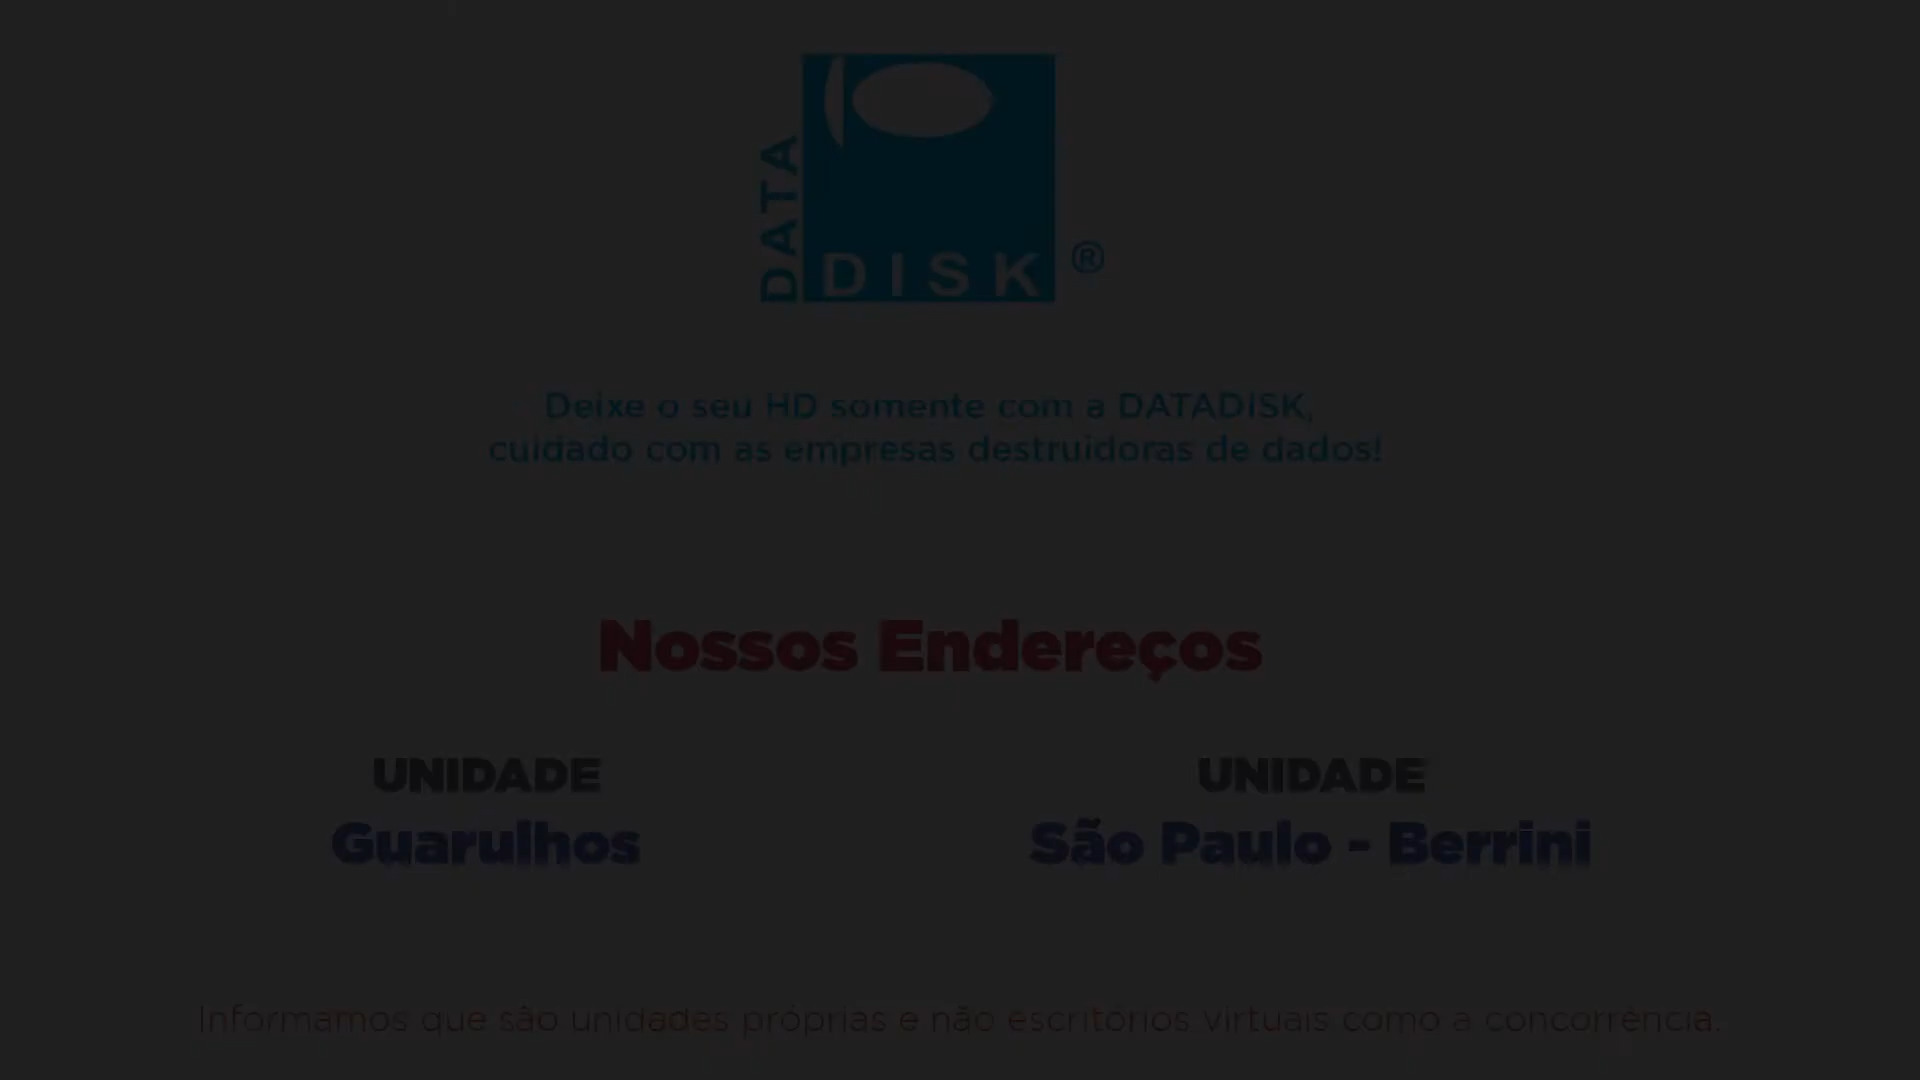 DATA
DISK ®
Deixe o seu HD somente com a DATADISK,
cuidado com as empresas destruidoras de dados!
Nossos Endereços
UNIDADE
Guarulhos
UNIDADE
São Paulo - Berrini
Informamos que são unidades próprias e não escritórios virtuais como a concorrência.